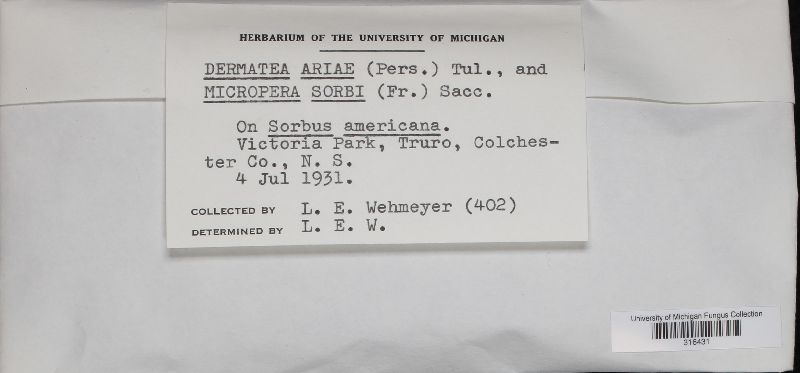 HERBARIUM OF THE UNIVERSITY OF MICHIGAN
DERMATEA ARIAE (Pers.) Tul., and
MICROPERA SORBI (Fr.) Sacc.
On Sorbus americana.
Victoria Park, Truro, Colches-
ter Co., N. S.
4 Jul 1931.
COLLECTED BY L. E. Wehmeyer (402)
DETERMINED BY L. E. W.
University of Michigan Fungus Collection
316431